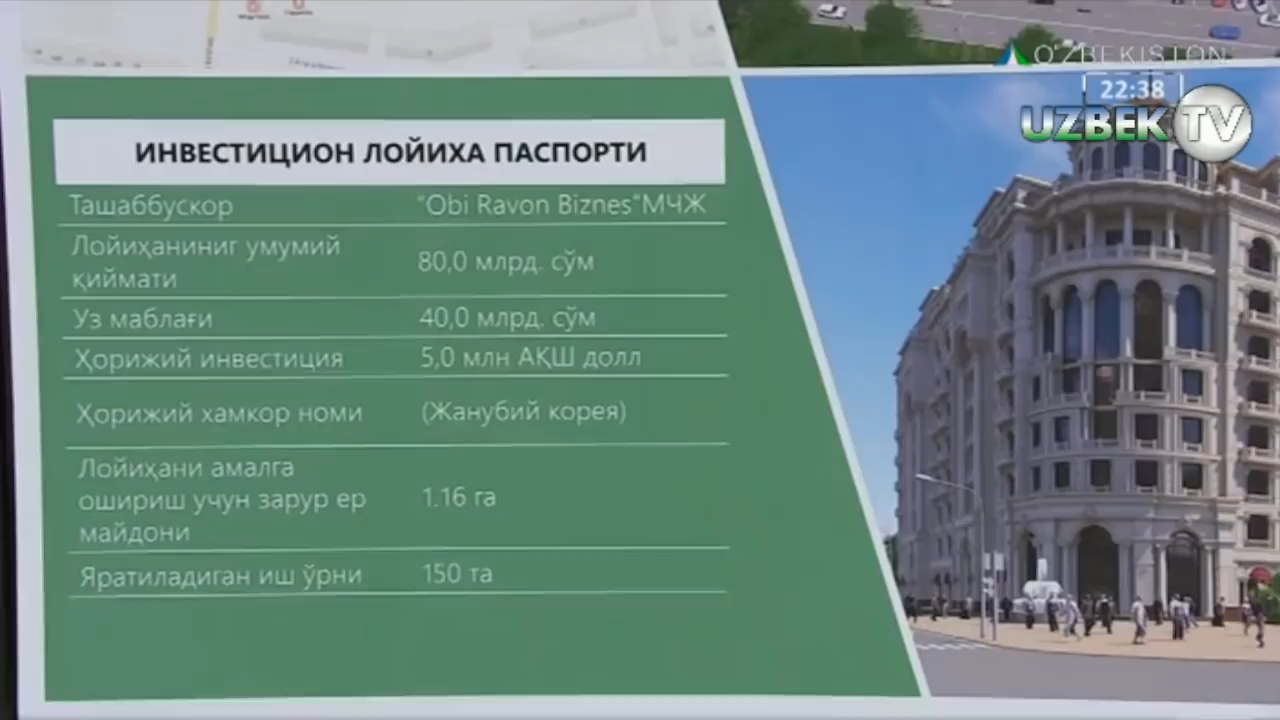 O'ZBEKISTON
22:38
UZBEK TV
ИНВЕСТИЦИОН ЛОЙИХА ПАСПОРТИ
Ташаббускор "Obi Ravon Biznes"МЧЖ
Лойиҳаниниг умумий
қиймати
80,0 млрд. сўм
Уз маблағи 40,0 млрд. сўм
Ҳорижий инвестиция 5,0 млн АҚШ долл
Ҳорижий хамкор номи (Жанубий корея)
Лойиҳани амалга
ошириш учун зарур ер
майдони
1.16 га
Яратиладиган иш ўрни 150 та